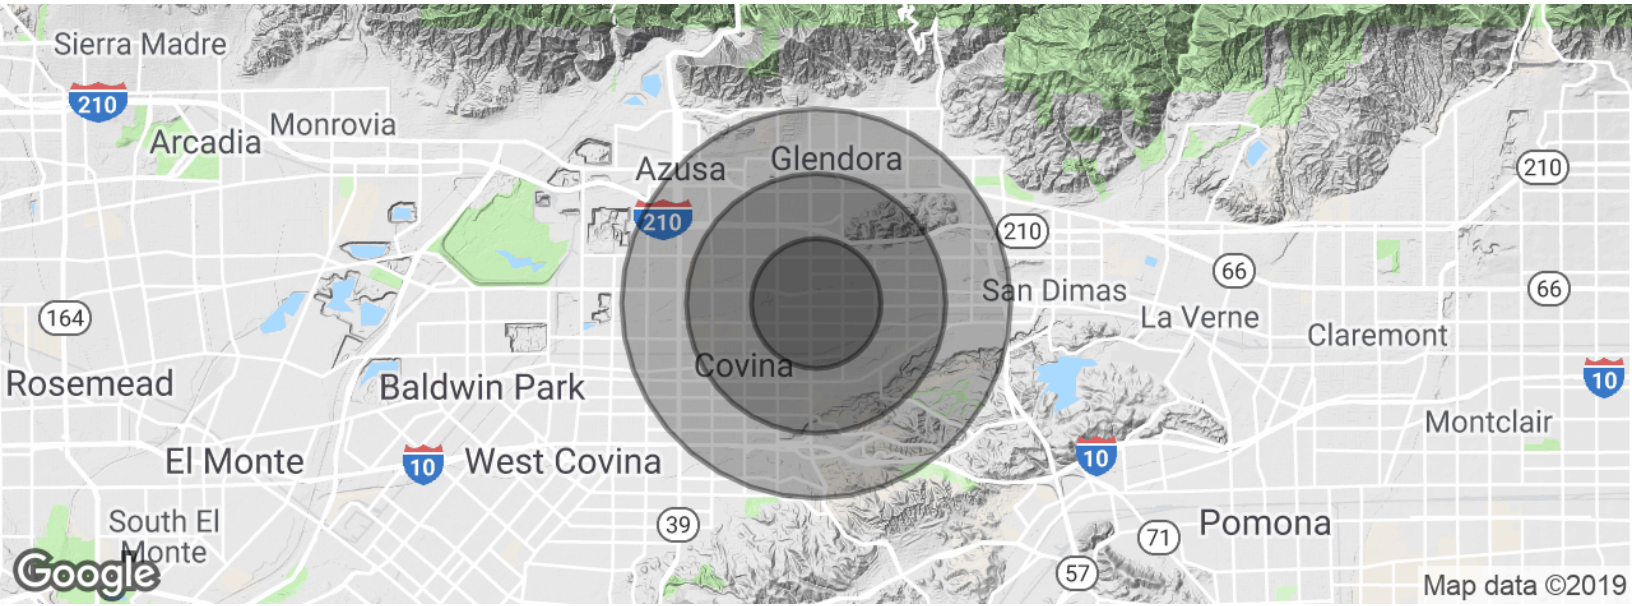 Sierra Madre
210
Monrovia
Arcadia
Azusa
Glendora
210
210
210
66
66
164
San Dimas
La Verne
Claremont
Covina
10
Rosemead
Baldwin Park
Montclair
El Monte
10
West Covina
10
South El
Monte
39
Pomona
71
57
Google
Map data ©2019